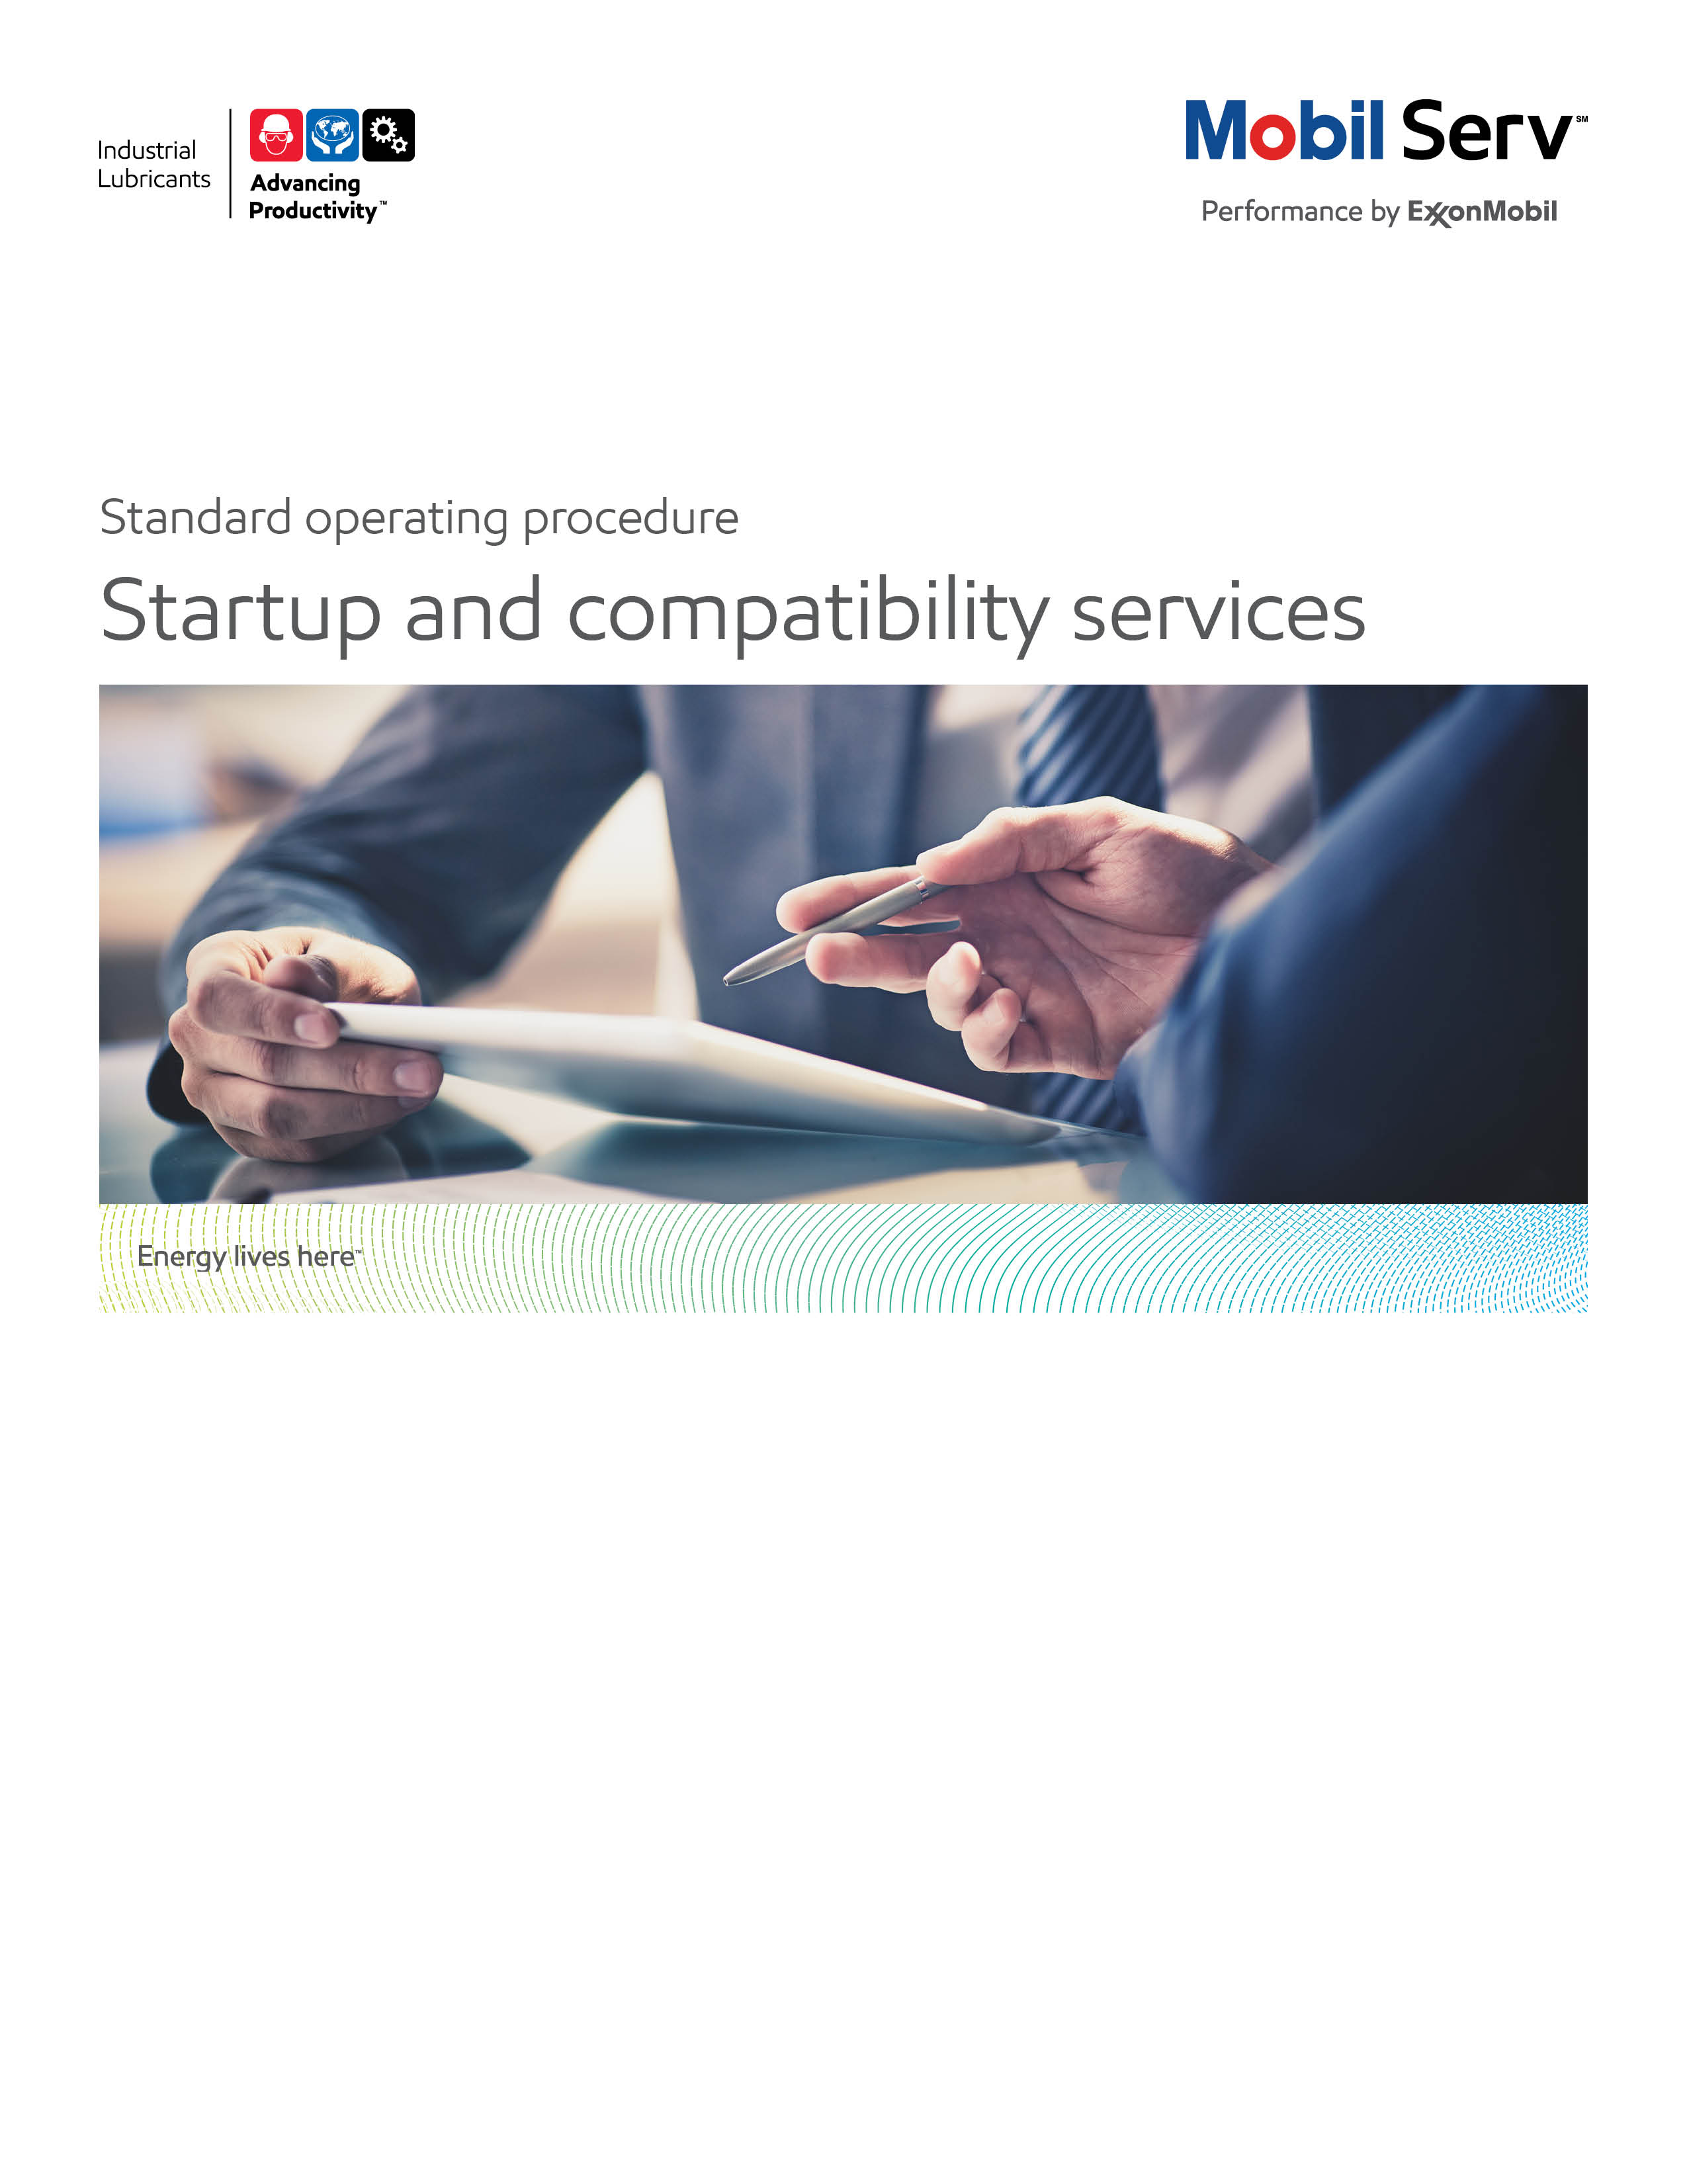 Industrial
Lubricants
Advancing
Productivity™
Mobil Serv℠
Performance by ExxonMobil
Standard operating procedure
Startup and compatibility services
Energy lives here™